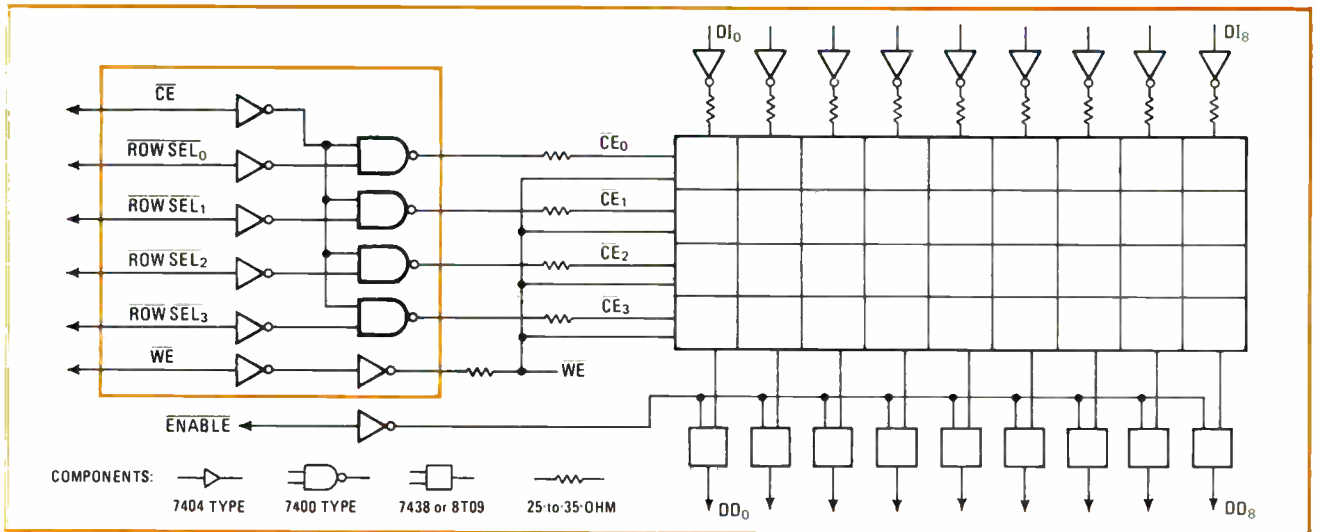 DI0 DI8
CE
ROW SEL0
CE0
ROW SEL1
CE1
ROW SEL2
CE2
ROW SEL3
CE3
WE
WE
ENABLE
COMPONENTS:
7404 TYPE 7400 TYPE 7438 or 8T09 25-to-35-OHM
DO0 DO8